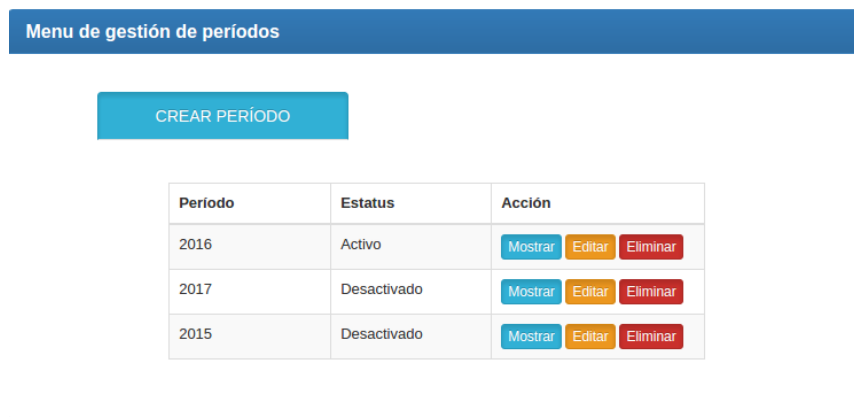 Menu de gestión de períodos
CREAR PERÍODO
Período Estatus Acción
2016 Activo Mostrar Editar Eliminar
2017 Desactivado Mostrar Editar Eliminar
2015 Desactivado Mostrar Editar Eliminar